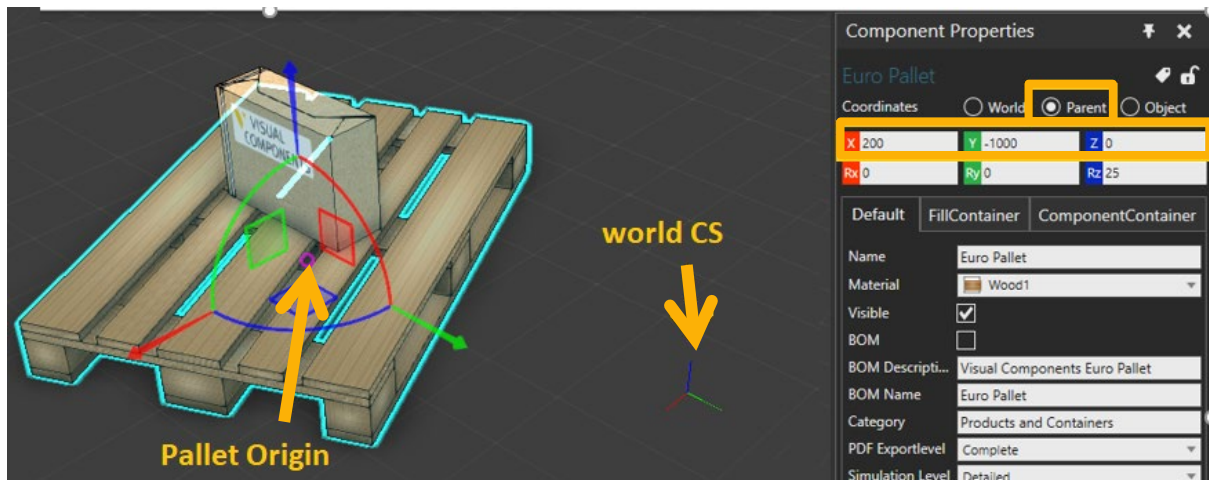 Component Properties
Euro Pallet
Coordinates World Parent Object
X 200 Y -1000 Z 0
Rx 0 Ry 0 Rz 25
Default FillContainer ComponentContainer
Name Euro Pallet
Material Wood1
Visible
BOM
BOM Descripti... Visual Components Euro Pallet
BOM Name Euro Pallet
Category Products and Containers
PDF Exportlevel Complete
Simulation Level Detailed
VISUAL
COMPONENTS
world CS
Pallet Origin